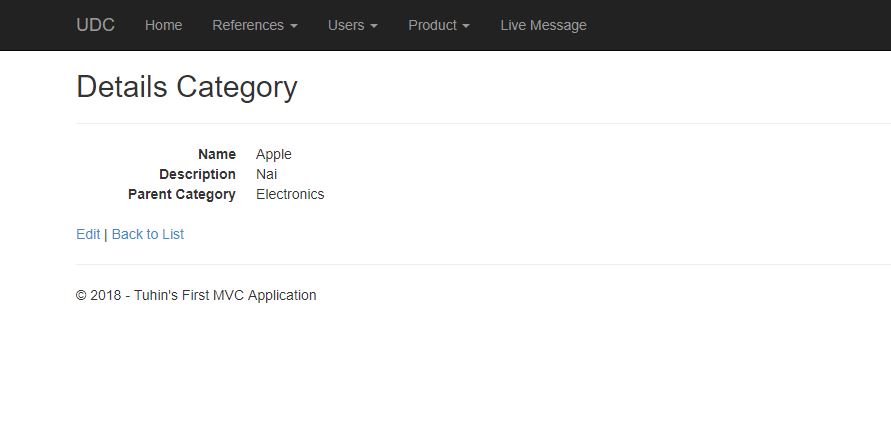 UDC Home References Users Product Live Message
Details Category
Name Apple
Description Nai
Parent Category Electronics
Edit | Back to List
© 2018 - Tuhin's First MVC Application